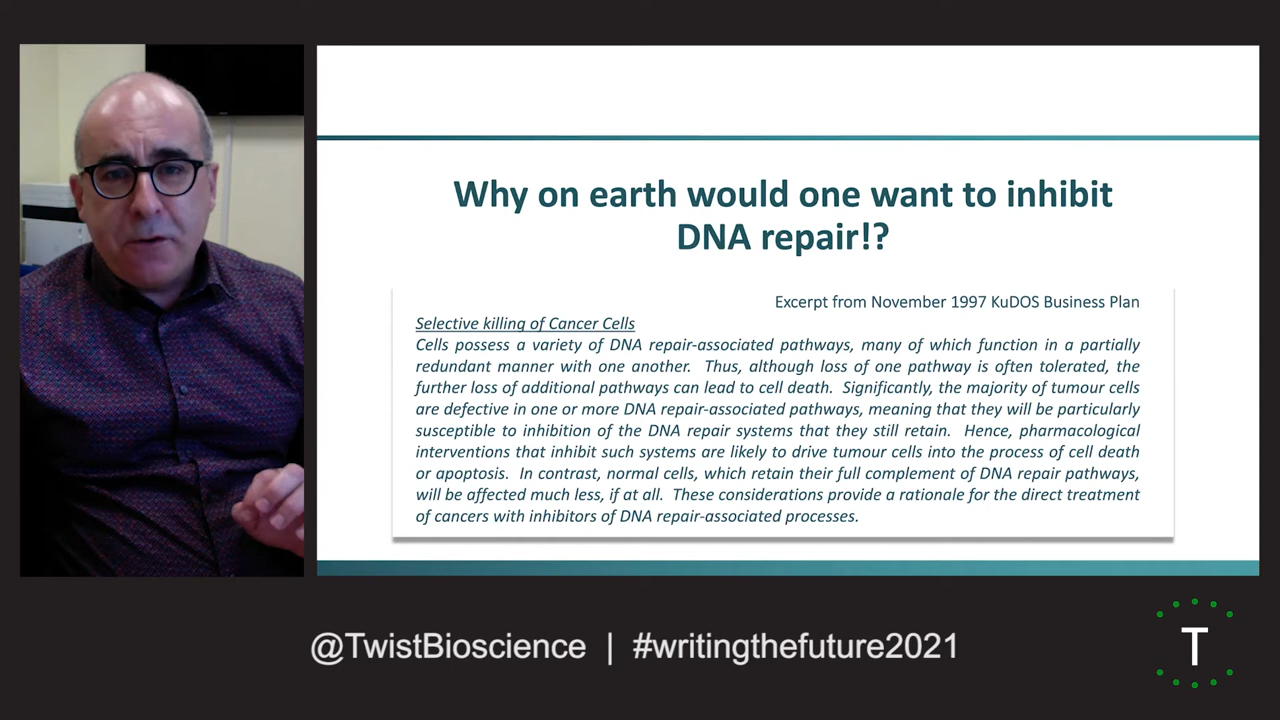 Why on earth would one want to inhibit
DNA repair!?
Excerpt from November 1997 KuDOS Business Plan
Selective killing of Cancer Cells
Cells possess a variety of DNA repair-associated pathways, many of which function in a partially
redundant manner with one another. Thus, although loss of one pathway is often tolerated, the
further loss of additional pathways can lead to cell death. Significantly, the majority of tumour cells
are defective in one or more DNA repair-associated pathways, meaning that they will be particularly
susceptible to inhibition of the DNA repair systems that they still retain. Hence, pharmacological
interventions that inhibit such systems are likely to drive tumour cells into the process of cell death
or apoptosis. In contrast, normal cells, which retain their full complement of DNA repair pathways,
will be affected much less, if at all. These considerations provide a rationale for the direct treatment
of cancers with inhibitors of DNA repair-associated processes.
@TwistBioscience | #writingthefuture2021
T